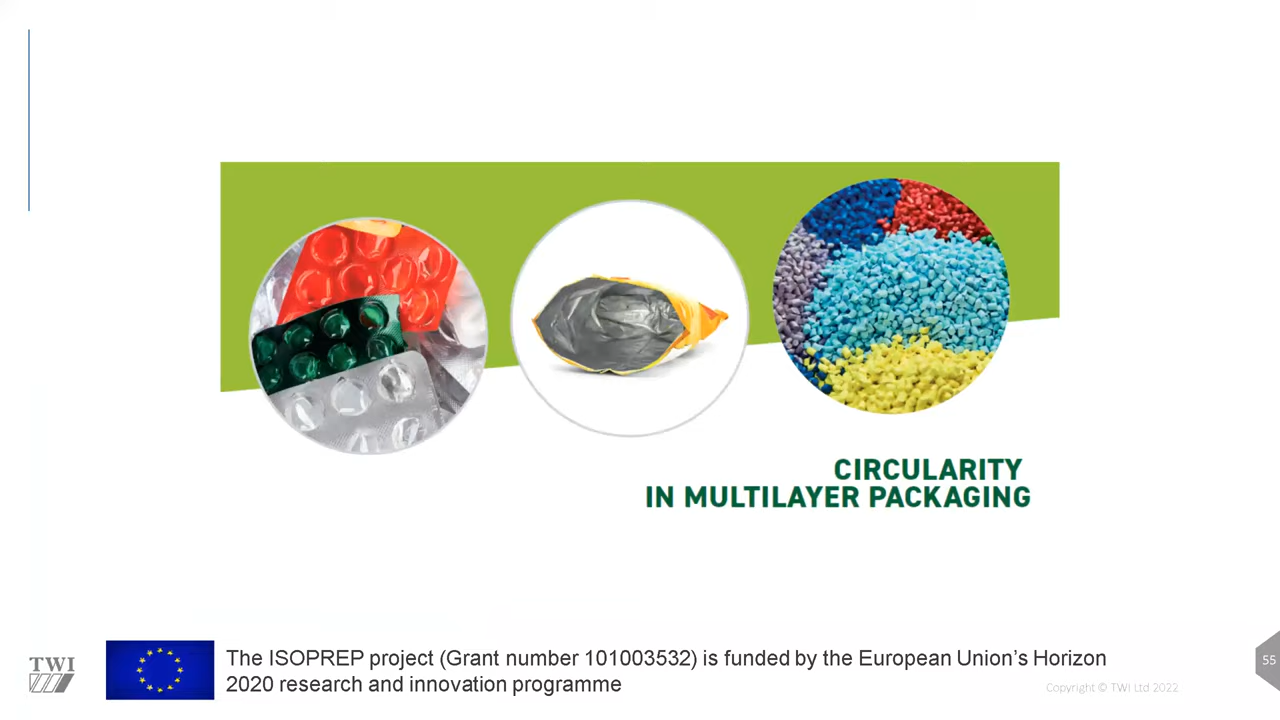 CIRCULARITY
IN MULTILAYER PACKAGING
TWI
The ISOPREP project (Grant number 101003532) is funded by the European Union’s Horizon
2020 research and innovation programme
Copyright © TWI Ltd 2022
55